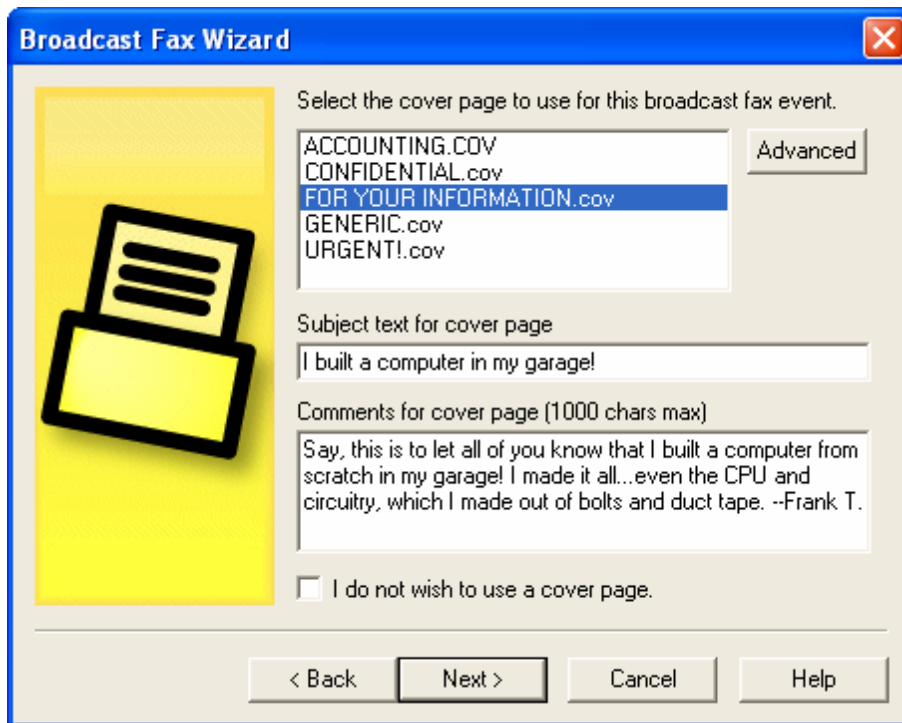 Broadcast Fax Wizard
Select the cover page to use for this broadcast fax event.
ACCOUNTING.COV
Advanced
CONFIDENTIAL.cov
FOR YOUR INFORMATION.cov
GENERIC.cov
URGENT!.cov
Subject text for cover page
I built a computer in my garage!
Comments for cover page (1000 chars max)
Say, this is to let all of you know that I built a computer from
scratch in my garage! I made it all...even the CPU and
circuitry, which I made out of bolts and duct tape. --Frank T.
I do not wish to use a cover page.
< Back
Next >
Cancel
Help